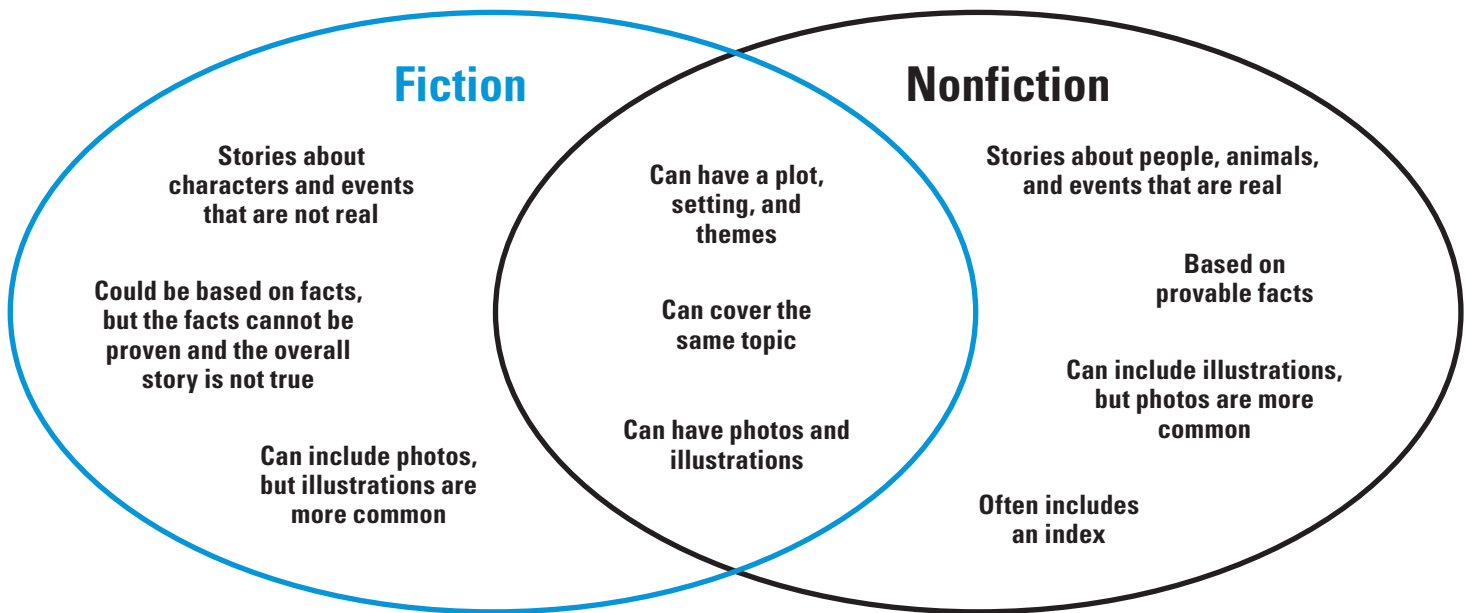 Fiction
Stories about
characters and events
that are not real
Could be based on facts,
but the facts cannot be
proven and the overall
story is not true
Can include photos,
but illustrations are
more common
Can have a plot,
setting, and
themes
Can cover the
same topic
Can have photos and
illustrations
Nonfiction
Stories about people, animals,
and events that are real
Based on
provable facts
Can include illustrations,
but photos are more
common
Often includes
an index